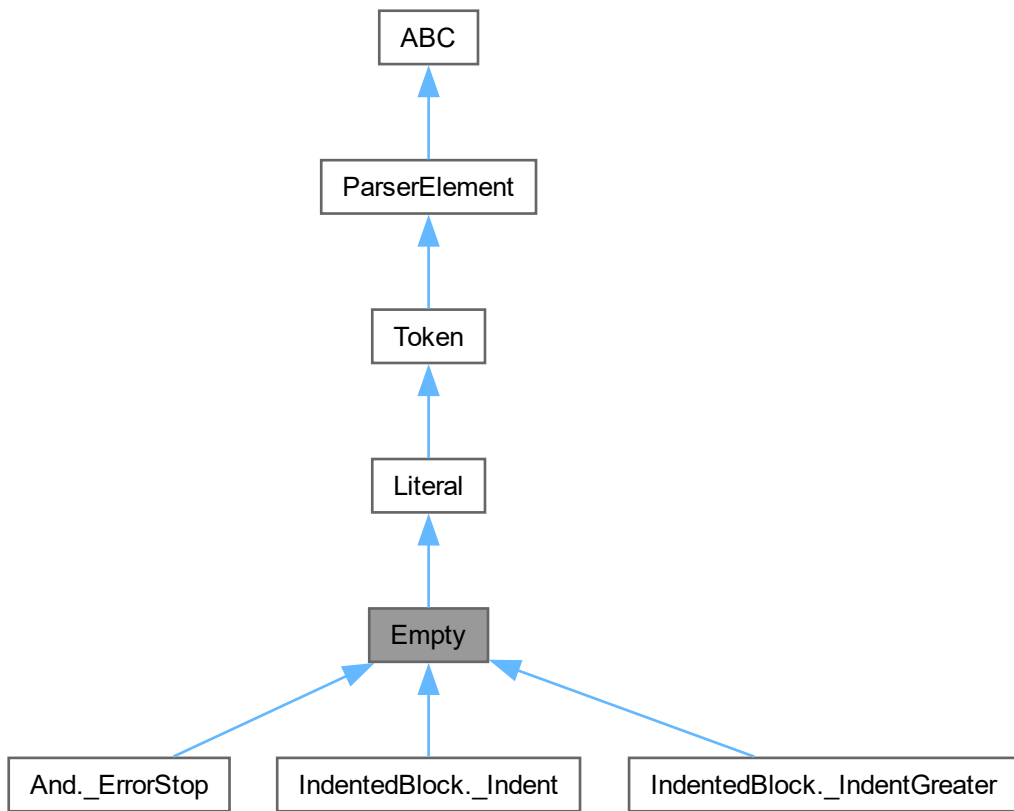 ABC
ParserElement
Token
Literal
Empty
And._ErrorStop
IndentedBlock._Indent
IndentedBlock._IndentGreater